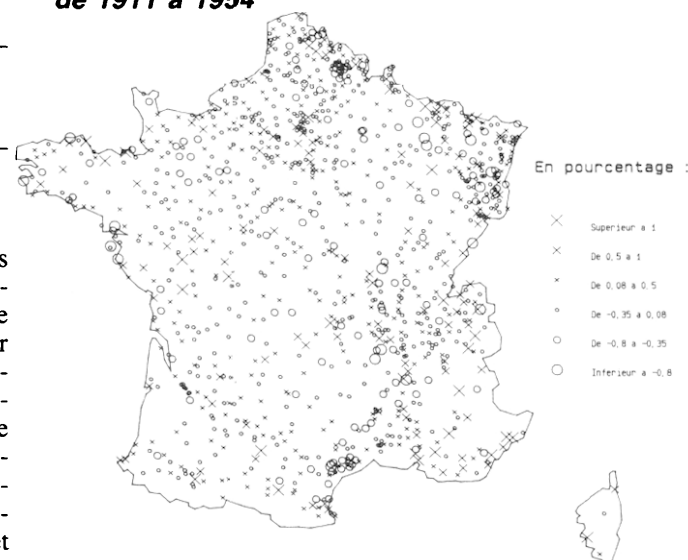 de 1911 à 1954
s
-
e
r
-
-
e
-
-
-
et
En pourcentage :
Superieur a 1
De 0,5 a 1
De 0,08 a 0.5
De -0,35 a 0,08
De -0,8 a -0,35
Inferieur a -0,8